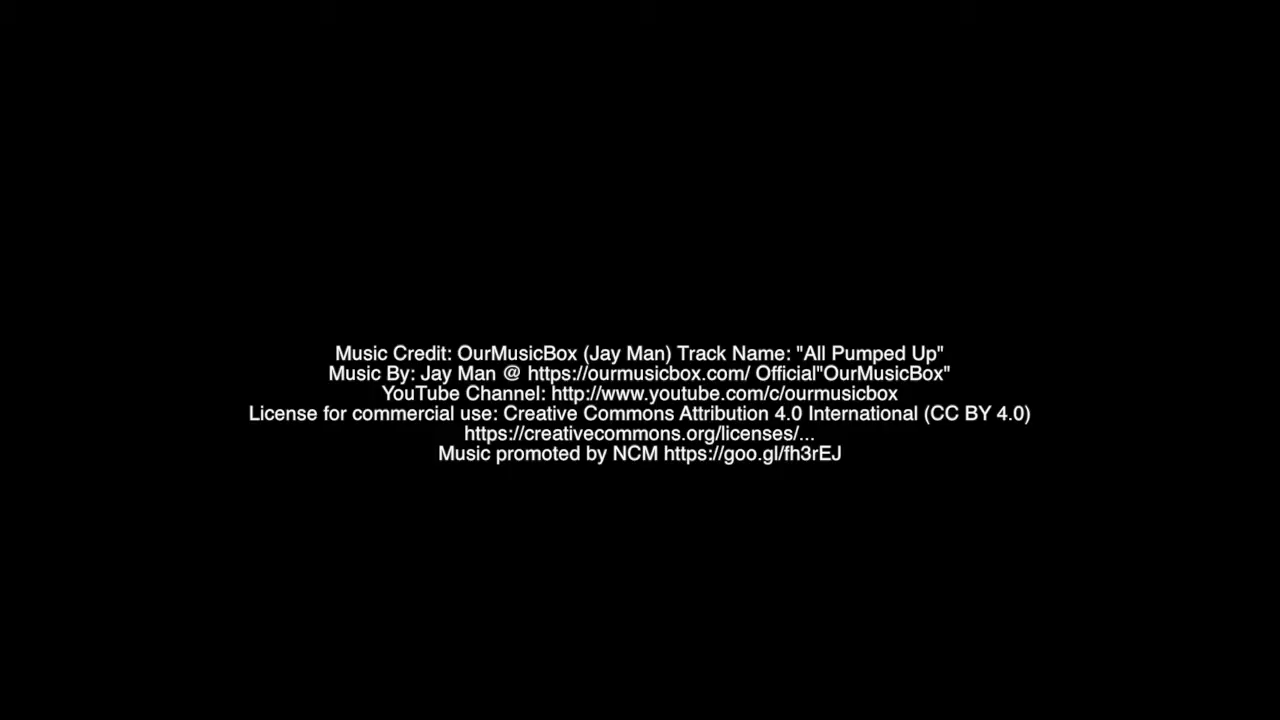 Music Credit: OurMusicBox (Jay Man) Track Name: "All Pumped Up"
Music By: Jay Man @ https://ourmusicbox.com/ Official"OurMusicBox"
YouTube Channel: http://www.youtube.com/c/ourmusicbox
License for commercial use: Creative Commons Attribution 4.0 International (CC BY 4.0)
https://creativecommons.org/licenses/...
Music promoted by NCM https://goo.gl/fh3rEJ